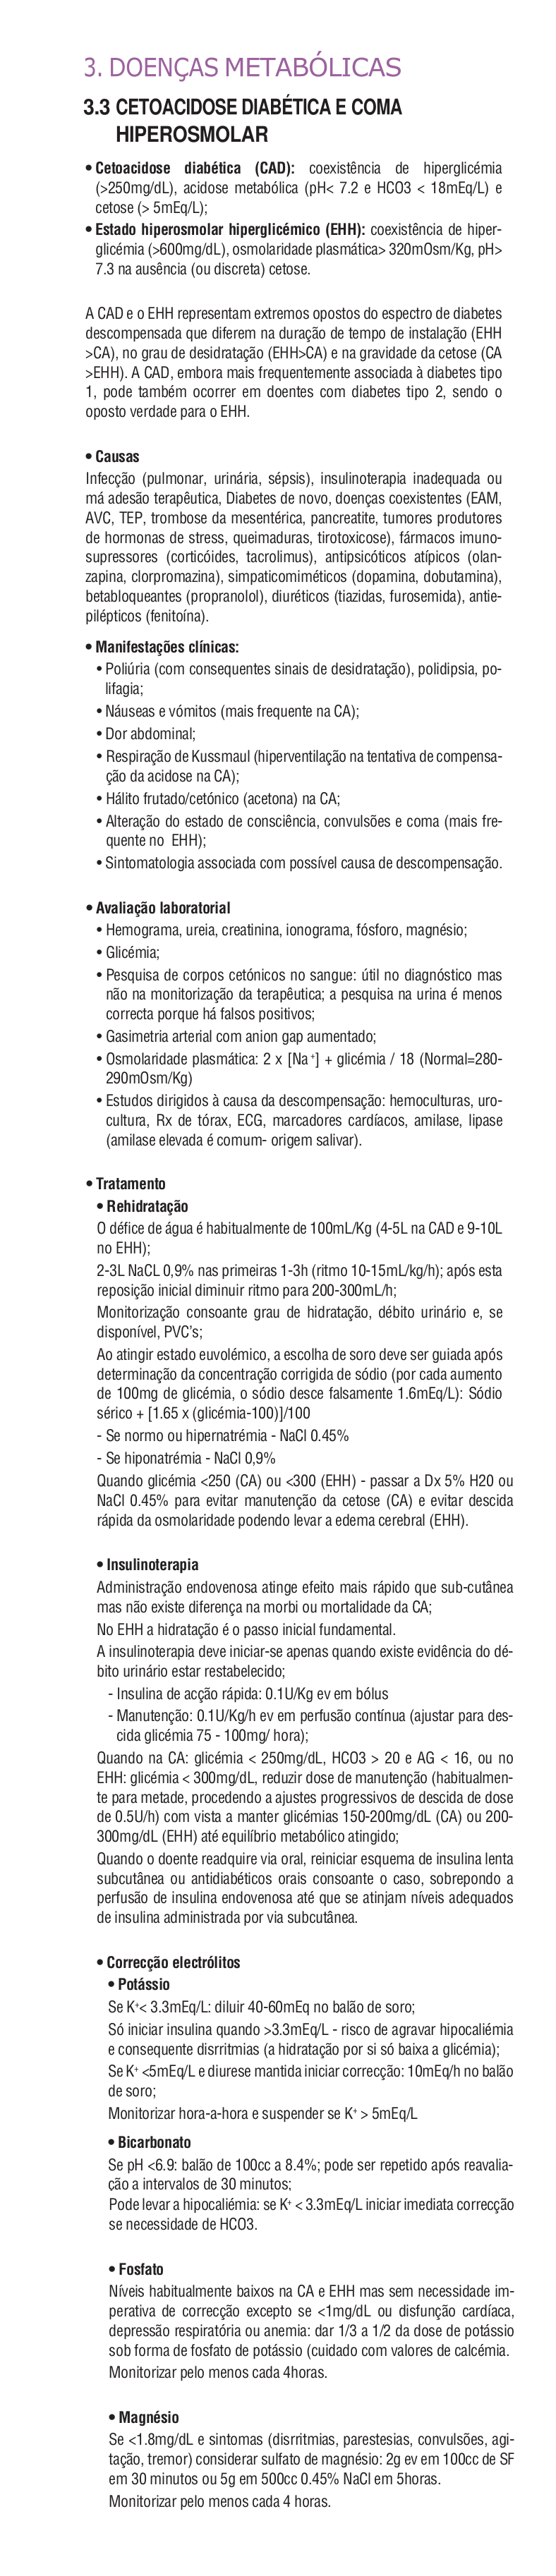 3. DOENÇAS METABÓLICAS
3.3 CETOACIDOSE DIABÉTICA E COMA
HIPEROSMOLAR
• Cetoacidose diabética (CAD): coexistência de hiperglicémia
(>250mg/dL), acidose metabólica (pH< 7.2 e HCO3 < 18mEq/L) e
cetose (> 5mEq/L);
• Estado hiperosmolar hiperglicémico (EHH): coexistência de hiper-
glicémia (>600mg/dL), osmolaridade plasmática> 320mOsm/Kg, pH>
7.3 na ausência (ou discreta) cetose.
A CAD e o EHH representam extremos opostos do espectro de diabetes
descompensada que diferem na duração de tempo de instalação (EHH
>CA), no grau de desidratação (EHH>CA) e na gravidade da cetose (CA
>EHH). A CAD, embora mais frequentemente associada à diabetes tipo
1, pode também ocorrer em doentes com diabetes tipo 2, sendo o
oposto verdade para o EHH.
• Causas
Infecção (pulmonar, urinária, sépsis), insulinoterapia inadequada ou
má adesão terapêutica, Diabetes de novo, doenças coexistentes (EAM,
AVC, TEP, trombose da mesentérica, pancreatite, tumores produtores
de hormonas de stress, queimaduras, tirotoxicose), fármacos imuno-
supressores (corticóides, tacrolimus), antipsicóticos atípicos (olan-
zapina, clorpromazina), simpaticomiméticos (dopamina, dobutamina),
betabloqueantes (propranolol), diuréticos (tiazidas, furosemida), antie-
pilépticos (fenitoína).
• Manifestações clínicas:
• Poliúria (com consequentes sinais de desidratação), polidipsia, po-
lifagia;
• Náuseas e vómitos (mais frequente na CA);
• Dor abdominal;
• Respiração de Kussmaul (hiperventilação na tentativa de compensa-
ção da acidose na CA);
• Hálito frutado/cetónico (acetona) na CA;
• Alteração do estado de consciência, convulsões e coma (mais fre-
quente no EHH);
• Sintomatologia associada com possível causa de descompensação.
• Avaliação laboratorial
• Hemograma, ureia, creatinina, ionograma, fósforo, magnésio;
• Glicémia;
• Pesquisa de corpos cetónicos no sangue: útil no diagnóstico mas
não na monitorização da terapêutica; a pesquisa na urina é menos
correcta porque há falsos positivos;
• Gasimetria arterial com anion gap aumentado;
• Osmolaridade plasmática: 2 x [Na +] + glicémia / 18 (Normal=280-
290mOsm/Kg)
• Estudos dirigidos à causa da descompensação: hemoculturas, uro-
cultura, Rx de tórax, ECG, marcadores cardíacos, amilase, lipase
(amilase elevada é comum- origem salivar).
• Tratamento
• Rehidratação
O défice de água é habitualmente de 100mL/Kg (4-5L na CAD e 9-10L
no EHH);
2-3L NaCL 0,9% nas primeiras 1-3h (ritmo 10-15mL/kg/h); após esta
reposição inicial diminuir ritmo para 200-300mL/h;
Monitorização consoante grau de hidratação, débito urinário e, se
disponível, PVC's;
Ao atingir estado euvolémico, a escolha de soro deve ser guiada após
determinação da concentração corrigida de sódio (por cada aumento
de 100mg de glicémia, o sódio desce falsamente 1.6mEq/L): Sódio
sérico + [1.65 x (glicémia-100)]/100
- Se normo ou hipernatrémia - NaCl 0.45%
- Se hiponatrémia - NaCl 0,9%
Quando glicémia <250 (CA) ou <300 (EHH) - passar a Dx 5% H20 ou
NaCl 0.45% para evitar manutenção da cetose (CA) e evitar descida
rápida da osmolaridade podendo levar a edema cerebral (EHH).
• Insulinoterapia
Administração endovenosa atinge efeito mais rápido que sub-cutânea
mas não existe diferença na morbi ou mortalidade da CA;
No EHH a hidratação é o passo inicial fundamental.
A insulinoterapia deve iniciar-se apenas quando existe evidência do dé-
bito urinário estar restabelecido;
- Insulina de acção rápida: 0.1U/Kg ev em bólus
- Manutenção: 0.1U/Kg/h ev em perfusão contínua (ajustar para des-
cida glicémia 75 - 100mg/ hora);
Quando na CA: glicémia < 250mg/dL, HCO3 > 20 e AG < 16, ou no
EHH: glicémia < 300mg/dL, reduzir dose de manutenção (habitualmen-
te para metade, procedendo a ajustes progressivos de descida de dose
de 0.5U/h) com vista a manter glicémias 150-200mg/dL (CA) ou 200-
300mg/dL (EHH) até equilíbrio metabólico atingido;
Quando o doente readquire via oral, reiniciar esquema de insulina lenta
subcutânea ou antidiabéticos orais consoante o caso, sobrepondo a
perfusão de insulina endovenosa até que se atinjam níveis adequados
de insulina administrada por via subcutânea.
• Correcção electrólitos
• Potássio
Se K+< 3.3mEq/L: diluir 40-60mEq no balão de soro;
Só iniciar insulina quando >3.3mEq/L - risco de agravar hipocaliémia
e consequente disrritmias (a hidratação por si só baixa a glicémia);
Se K+ <5mEq/L e diurese mantida iniciar correcção: 10mEq/h no balão
de soro;
Monitorizar hora-a-hora e suspender se K+ > 5mEq/L
• Bicarbonato
Se pH <6.9: balão de 100cc a 8.4%; pode ser repetido após reavalia-
ção a intervalos de 30 minutos;
Pode levar a hipocaliémia: se K+ < 3.3mEq/L iniciar imediata correcção
se necessidade de HCO3.
• Fosfato
Níveis habitualmente baixos na CA e EHH mas sem necessidade im-
perativa de correcção excepto se <1mg/dL ou disfunção cardíaca,
depressão respiratória ou anemia: dar 1/3 a 1/2 da dose de potássio
sob forma de fosfato de potássio (cuidado com valores de calcémia.
Monitorizar pelo menos cada 4horas.
• Magnésio
Se <1.8mg/dL e sintomas (disrritmias, parestesias, convulsões, agi-
tação, tremor) considerar sulfato de magnésio: 2g ev em 100cc de SF
em 30 minutos ou 5g em 500cc 0.45% NaCl em 5horas.
Monitorizar pelo menos cada 4 horas.